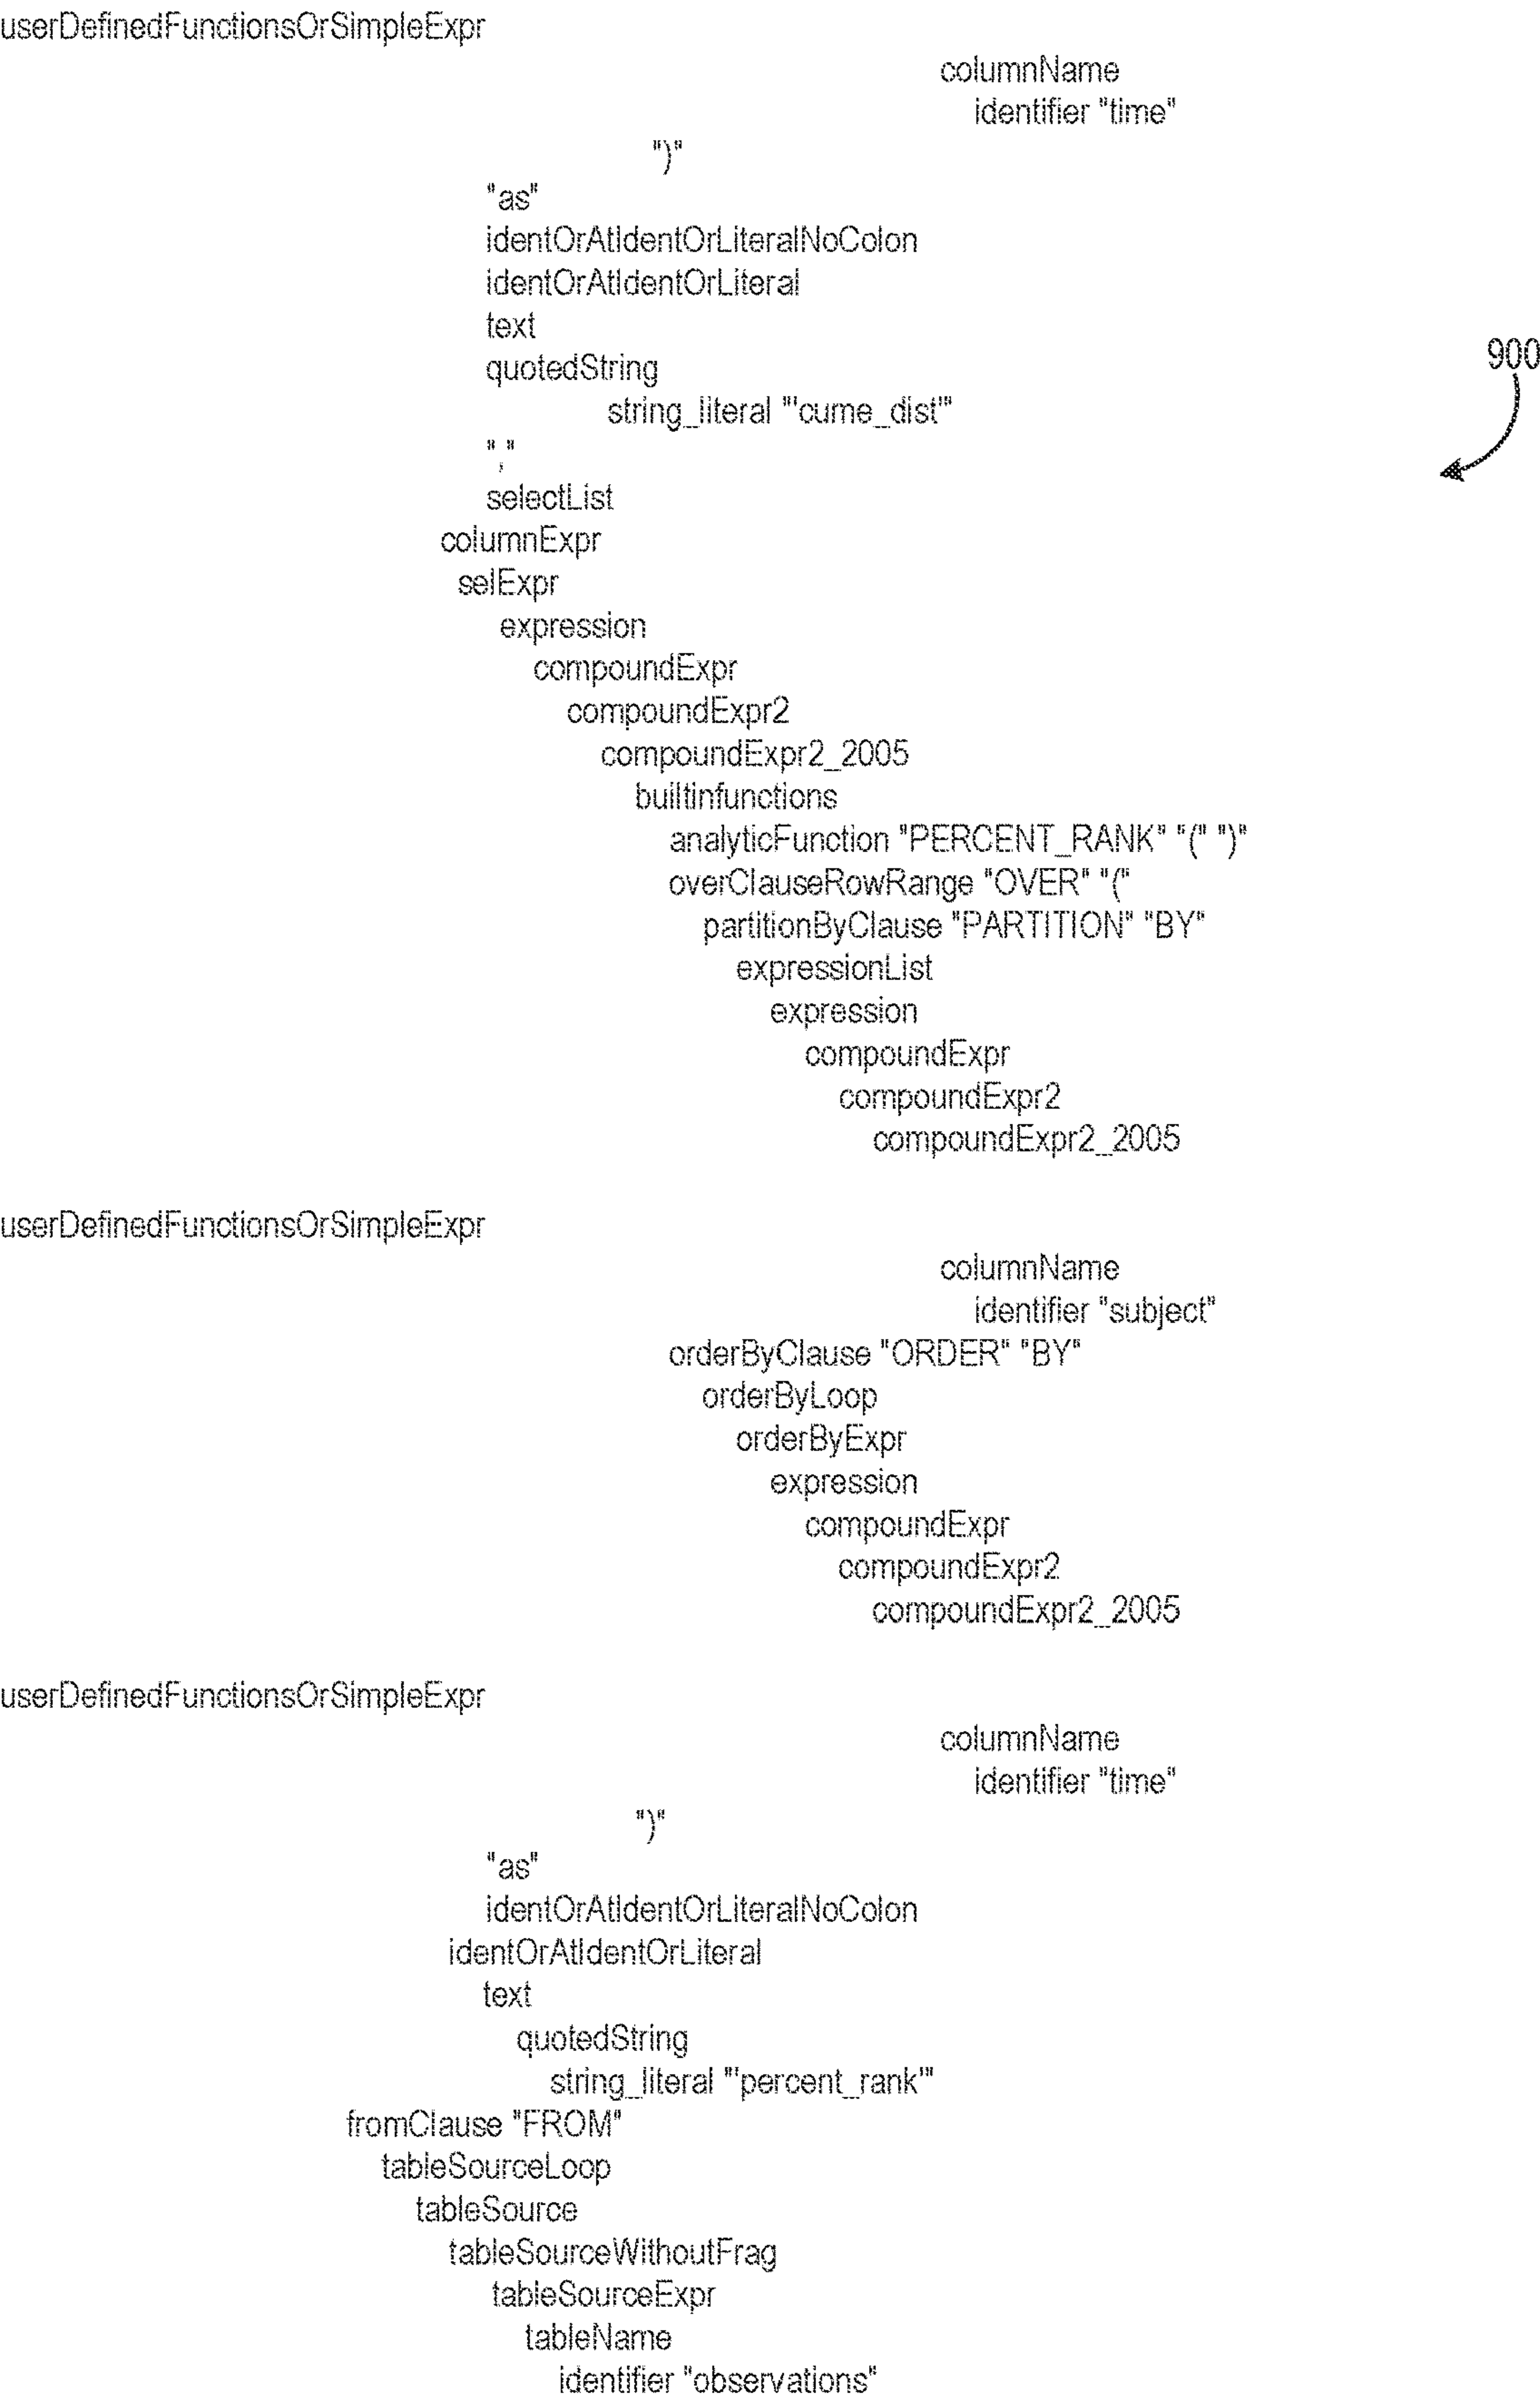 userDefinedFunctionsOrSimpleExpr
columnName
identifier "time"
")"
"as"
identOrAtIdentOrLiteralNoColon
identOrAtIdentOrLiteral
text
900
quotedString
string_literal "'cume_dist'"
","
selectList
columnExpr
selExpr
expression
compoundExpr
compoundExpr2
compoundExpr2_2005
builtinfunctions
analyticFunction "PERCENT_RANK" "(" ")"
overClauseRowRange "OVER" "("
partitionByClause "PARTITION" "BY"
expressionList
expression
compoundExpr
compoundExpr2
compoundExpr2_2005
userDefinedFunctionsOrSimpleExpr
columnName
identifier "subject"
orderByClause "ORDER" "BY"
orderByLoop
orderByExpr
expression
compoundExpr
compoundExpr2
compoundExpr2_2005
userDefinedFunctionsOrSimpleExpr
columnName
identifier "time"
")"
"as"
identOrAtIdentOrLiteralNoColon
identOrAtIdentOrLiteral
text
quotedString
string_literal "'percent_rank'"
fromClause "FROM"
tableSourceLoop
tableSource
tableSourceWithoutFrag
tableSourceExpr
tableName
identifier "observations"